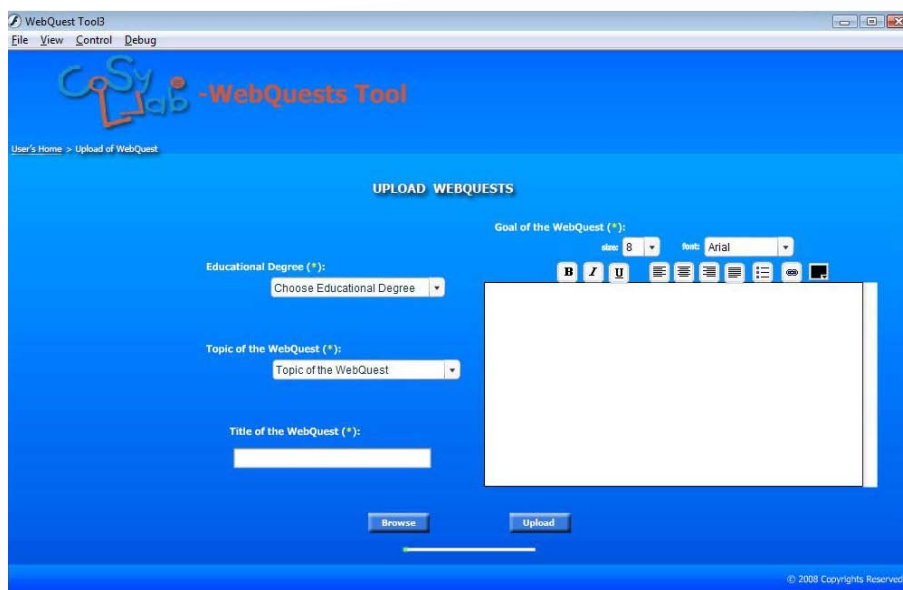 WebQuest Tool3
File View Control Debug
CoSy Lab -WebQuests Tool
User's Home > Upload of WebQuest
UPLOAD WEBQUESTS
Goal of the WebQuest (*):
size: 8 font: Arial
B I U
Educational Degree (*):
Choose Educational Degree
Topic of the WebQuest (*):
Topic of the WebQuest
Title of the WebQuest (*):
Browse Upload
© 2008 Copyrights Reserved